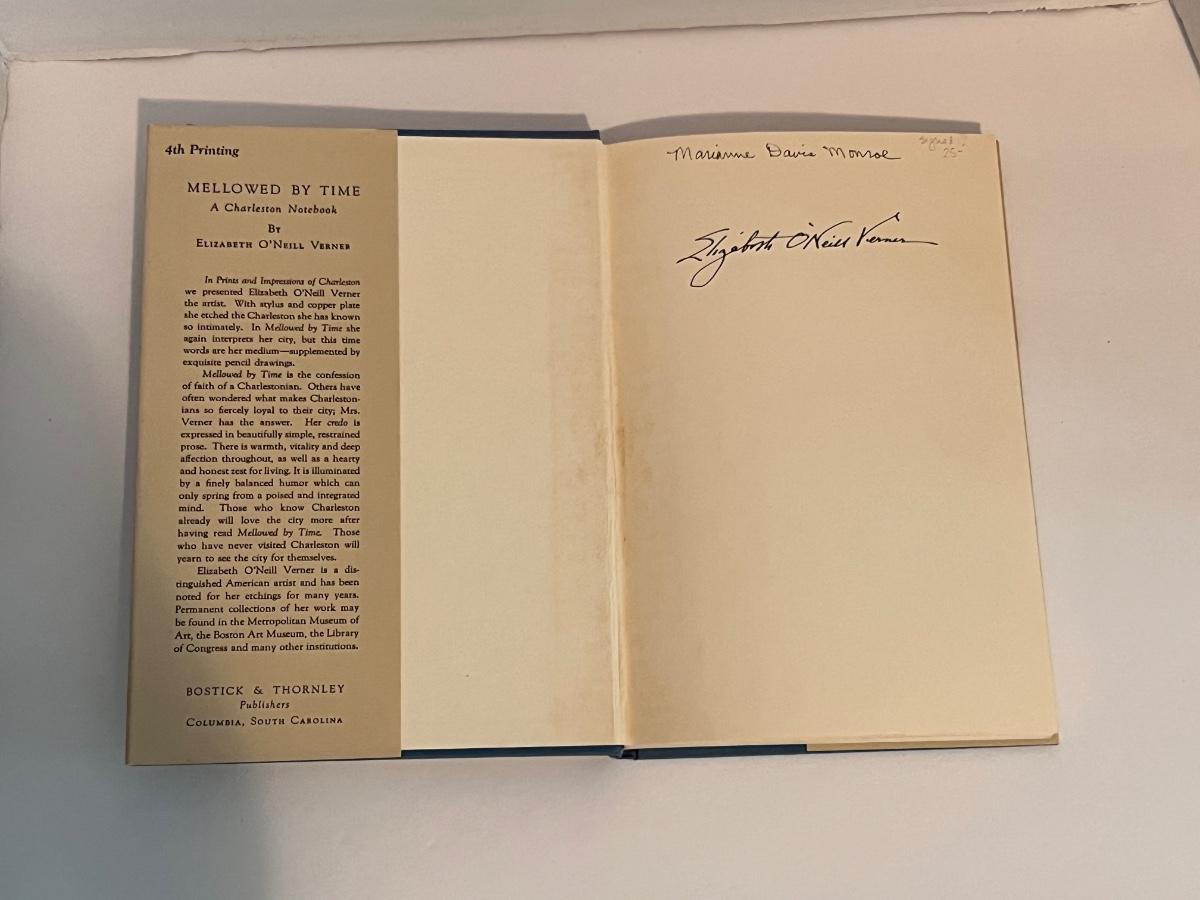 4th Printing
MELLOWED BY TIME
A Charleston Notebook
By
Elizabeth O'Neill Verner
In Prints and Impressions of Charleston
we presented Elizabeth O'Neill Verner
the artist. With stylus and copper plate
she etched the Charleston she has known
so intimately. In Mellowed by Time she
again interprets her city, but this time
words are her medium—supplemented by
exquisite pencil drawings.
Mellowed by Time is the confession
of faith of a Charlestonian. Others have
often wondered what makes Charleston-
ians so fiercely loyal to their city; Mrs.
Verner has the answer. Her credo is
expressed in beautifully simple, restrained
prose. There is warmth, vitality and deep
affection throughout, as well as a hearty
and honest zest for living. It is illuminated
by a finely balanced humor which can
only spring from a poised and integrated
mind. Those who know Charleston
already will love the city more after
having read Mellowed by Time. Those
who have never visited Charleston will
yearn to see the city for themselves.
Elizabeth O'Neill Verner is a dis-
tinguished American artist and has been
noted for her etchings for many years.
Permanent collections of her work may
be found in the Metropolitan Museum of
Art, the Boston Art Museum, the Library
of Congress and many other institutions.
BOSTICK & THORNLEY
Publishers
Columbia, South Carolina
Marianne Davis Monroe
signed
25-
Elizabeth O'Neill Verner